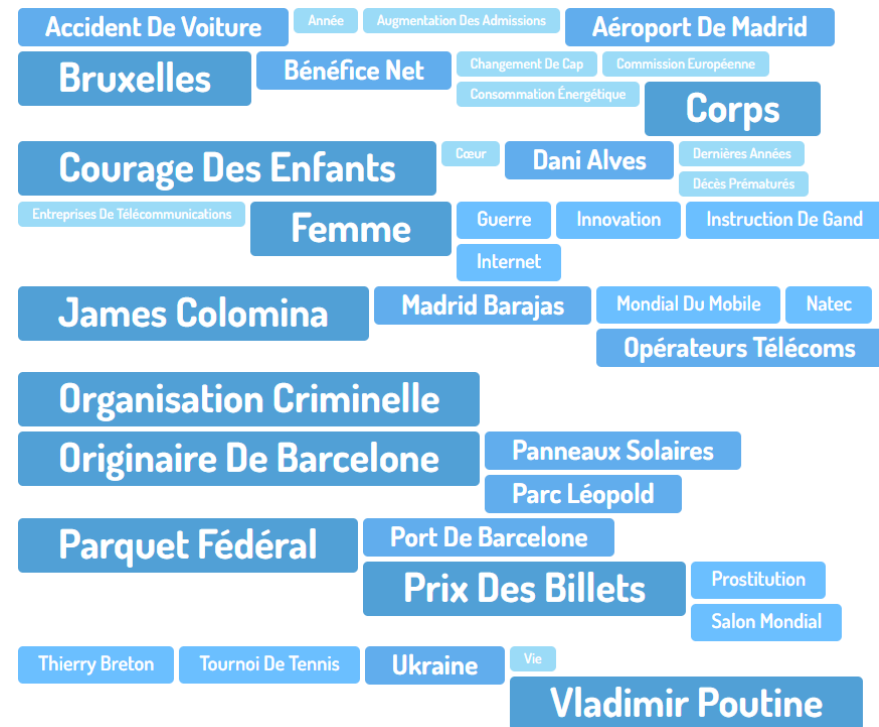 Accident De Voiture Année Augmentation Des Admissions Aéroport De Madrid
Bruxelles Bénéfice Net Changement De Cap Commission Européenne
Consommation Énergétique Corps
Courage Des Enfants Cœur Dani Alves Dernières Années
Décès Prématurés
Entreprises De Télécommunications Femme Guerre Innovation Instruction De Gand
Internet
James Colomina Madrid Barajas Mondial Du Mobile Natec
Opérateurs Télécoms
Organisation Criminelle
Originaire De Barcelone Panneaux Solaires
Parc Léopold
Parquet Fédéral Port De Barcelone
Prix Des Billets Prostitution
Salon Mondial
Thierry Breton Tournoi De Tennis Ukraine Vie
Vladimir Poutine